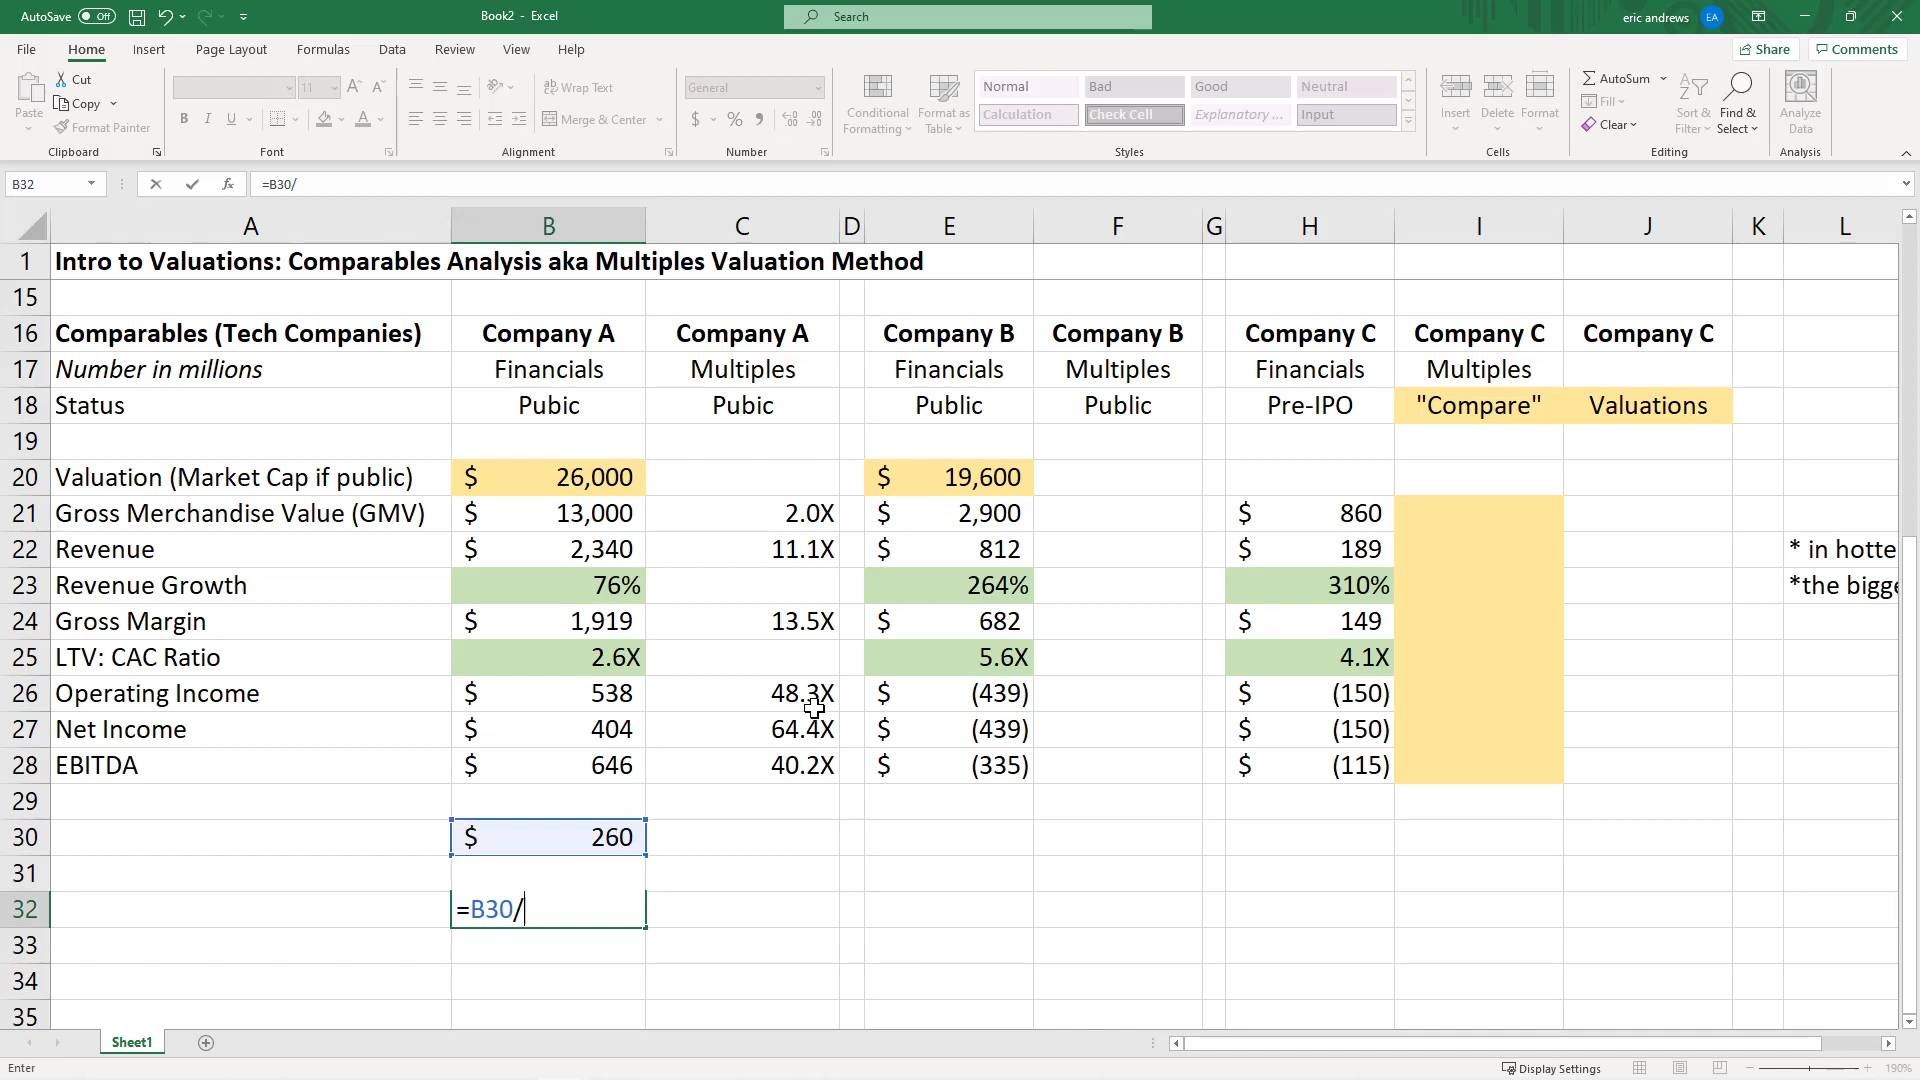 AutoSave Off Book2 - Excel Search eric andrews EA
File Home Insert Page Layout Formulas Data Review View Help Share Comments
Paste Cut Copy Format Painter
Clipboard
11 A A B I U A
Font
Wrap Text Merge & Center
Alignment
General $ % 9
Number
Conditional Formatting Format as Table
Normal Bad Good Neutral
Calculation Check Cell Explanatory ... Input
Styles
Insert Delete Format
Cells
AutoSum Fill Clear Sort & Filter Find & Select
Editing
Analyze Data
Analysis
B32 fx =B30/
A B C D E F G H I J K L
1 Intro to Valuations: Comparables Analysis aka Multiples Valuation Method
15
16 Comparables (Tech Companies) Company A Company A Company B Company B Company C Company C Company C
17 Number in millions Financials Multiples Financials Multiples Financials Multiples
18 Status Pubic Pubic Public Public Pre-IPO "Compare" Valuations
19
20 Valuation (Market Cap if public) $ 26,000 $ 19,600
21 Gross Merchandise Value (GMV) $ 13,000 2.0X $ 2,900 $ 860
22 Revenue $ 2,340 11.1X $ 812 $ 189 * in hotte
23 Revenue Growth 76% 264% 310% *the bigge
24 Gross Margin $ 1,919 13.5X $ 682 $ 149
25 LTV: CAC Ratio 2.6X 5.6X 4.1X
26 Operating Income $ 538 48.3X $ (439) $ (150)
27 Net Income $ 404 64.4X $ (439) $ (150)
28 EBITDA $ 646 40.2X $ (335) $ (115)
29
30 $ 260
31
32 =B30/
33
34
35
Sheet1
Enter Display Settings 190%